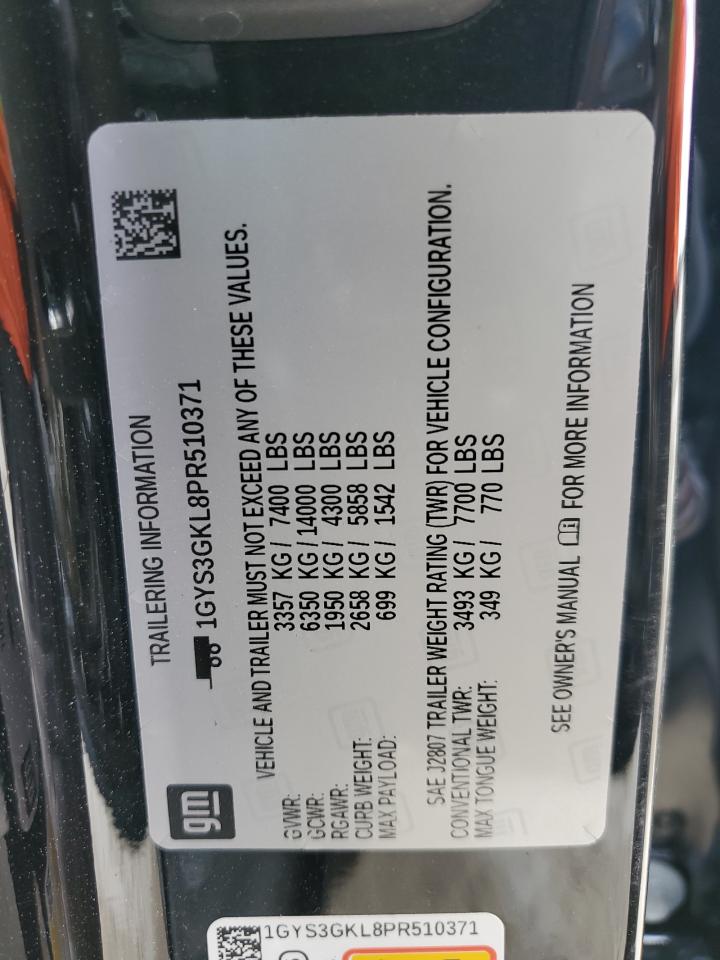 gm
TRAILERING INFORMATION
1GYS3GKL8PR510371
VEHICLE AND TRAILER MUST NOT EXCEED ANY OF THESE VALUES.
GVWR: 3357 KG / 7400 LBS
GCWR: 6350 KG / 14000 LBS
RGAWR: 1950 KG / 4300 LBS
CURB WEIGHT: 2658 KG / 5858 LBS
MAX PAYLOAD: 699 KG / 1542 LBS
SAE J2807 TRAILER WEIGHT RATING (TWR) FOR VEHICLE CONFIGURATION.
CONVENTIONAL TWR: 3493 KG / 7700 LBS
MAX TONGUE WEIGHT: 349 KG / 770 LBS
SEE OWNER'S MANUAL FOR MORE INFORMATION
1GYS3GKL8PR510371